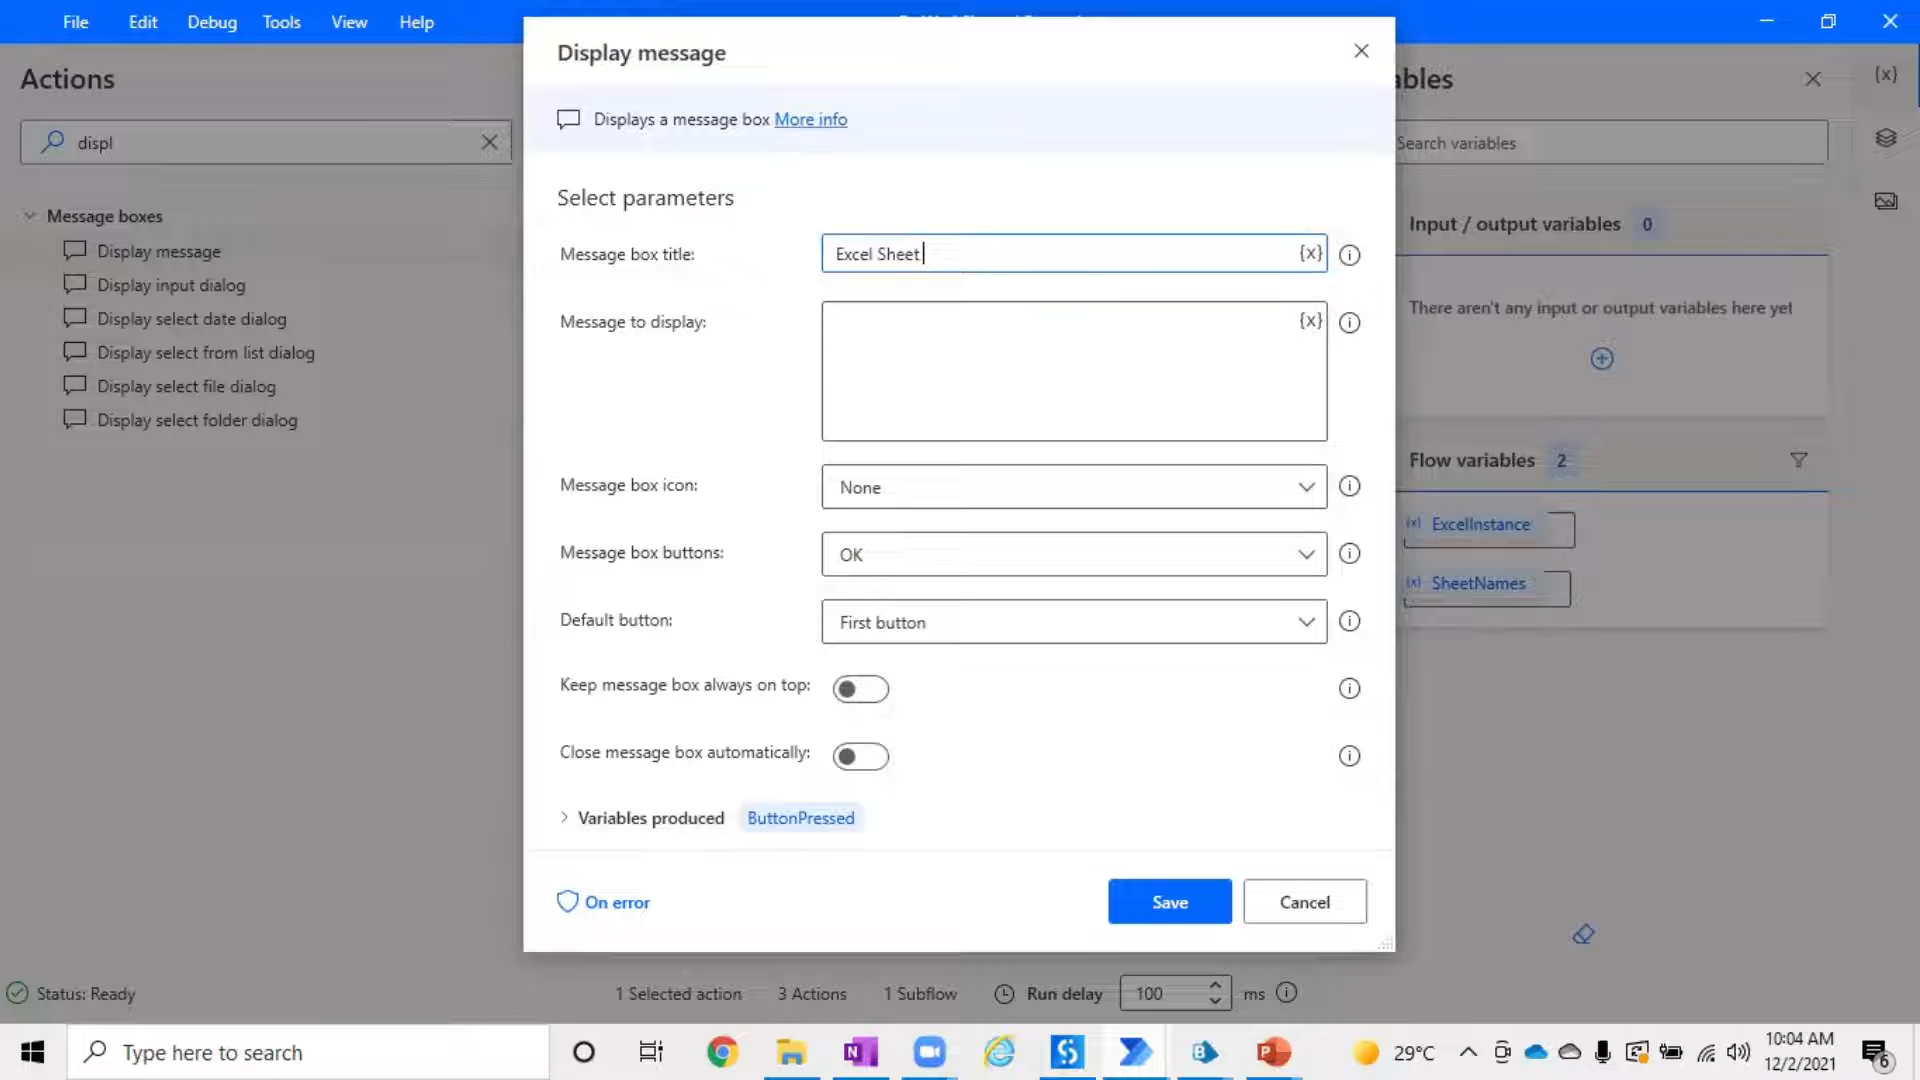 File Edit Debug Tools View Help
Actions
displ
Message boxes
Display message
Display input dialog
Display select date dialog
Display select from list dialog
Display select file dialog
Display select folder dialog
Display message
Displays a message box More info
Select parameters
Message box title: Excel Sheet {x}
Message to display: {x}
Message box icon: None
Message box buttons: OK
Default button: First button
Keep message box always on top:
Close message box automatically:
Variables produced ButtonPressed
On error Save Cancel
ables {x}
Search variables
Input / output variables 0
There aren't any input or output variables here yet
Flow variables 2
{x} ExcelInstance
{x} SheetNames
Status: Ready 1 Selected action 3 Actions 1 Subflow Run delay 100 ms
Type here to search 29°C 10:04 AM
12/2/2021 6